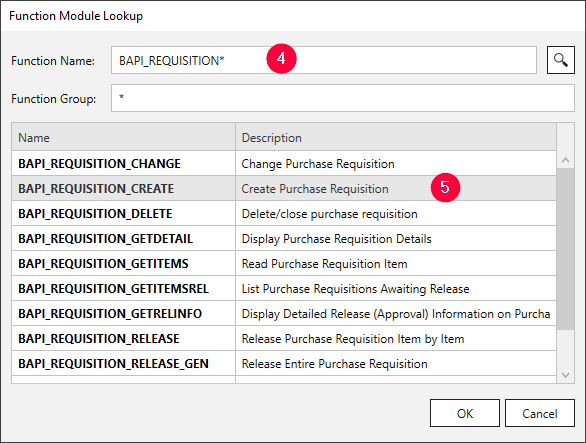 Function Module Lookup
Function Name: BAPI_REQUISITION* 4
Function Group: *
Name Description
BAPI_REQUISITION_CHANGE Change Purchase Requisition
BAPI_REQUISITION_CREATE Create Purchase Requisition 5
BAPI_REQUISITION_DELETE Delete/close purchase requisition
BAPI_REQUISITION_GETDETAIL Display Purchase Requisition Details
BAPI_REQUISITION_GETITEMS Read Purchase Requisition Item
BAPI_REQUISITION_GETITEMSREL List Purchase Requisitions Awaiting Release
BAPI_REQUISITION_GETRELINFO Display Detailed Release (Approval) Information on Purcha
BAPI_REQUISITION_RELEASE Release Purchase Requisition Item by Item
BAPI_REQUISITION_RELEASE_GEN Release Entire Purchase Requisition
OK Cancel